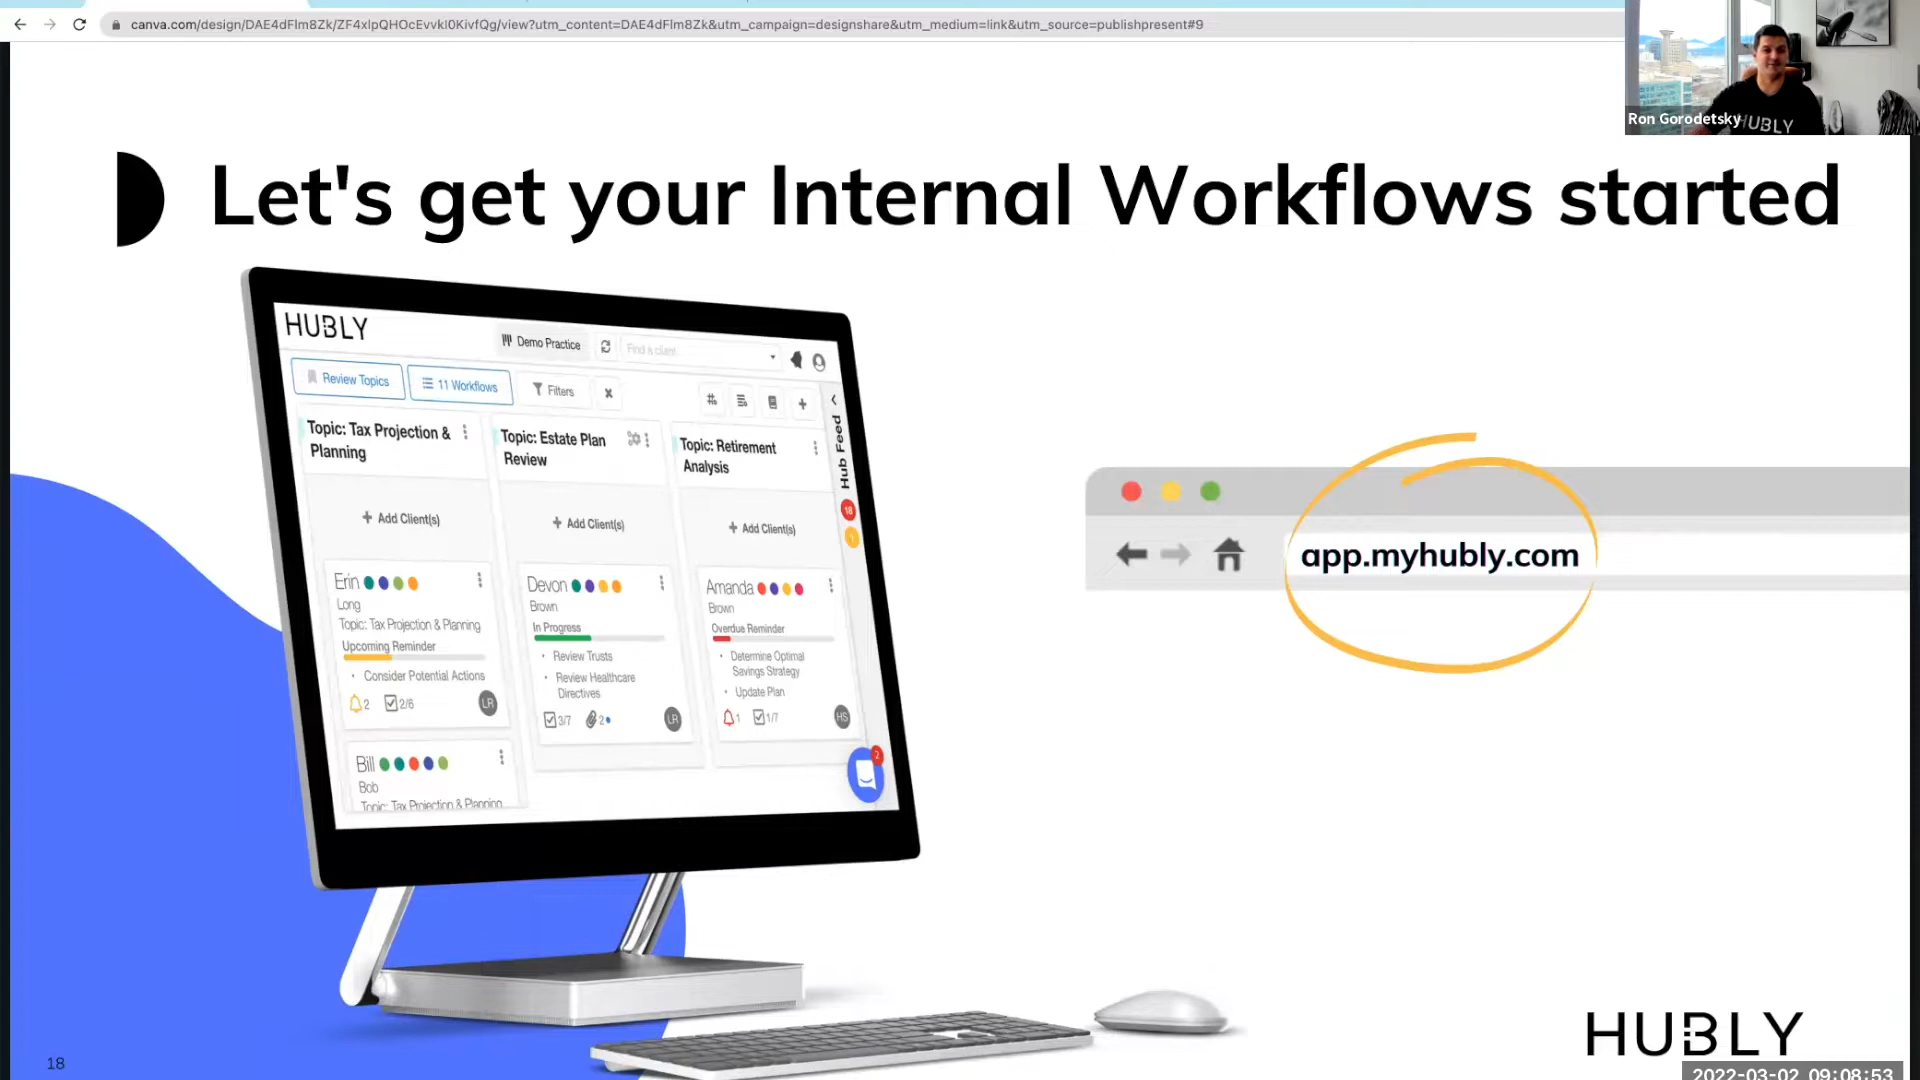 canva.com/design/DAE4dFlm8Zk/ZF4xlpQHOcEvvkl0KivfQg/view?utm_content=DAE4dFlm8Zk&utm_campaign=designshare&utm_medium=link&utm_source=publishpresent#9
HUBLY
Ron Gorodetsky
Let's get your Internal Workflows started
HUBLY
Demo Practice
Find a client
Review Topics
11 Workflows
Filters
Hub Feed
18
Topic: Tax Projection &
Planning
Topic: Estate Plan
Review
Topic: Retirement
Analysis
+ Add Client(s)
+ Add Client(s)
+ Add Client(s)
Erin
Long
Topic: Tax Projection & Planning
Upcoming Reminder
· Consider Potential Actions
2
2/6
LR
Devon
Brown
In Progress
· Review Trusts
· Review Healthcare
Directives
3/7
2
LR
Amanda
Brown
Overdue Reminder
· Determine Optimal
Savings Strategy
· Update Plan
1
1/7
HS
Bill
Bob
Topic: Tax Projection & Planning
2
app.myhubly.com
HUBLY
18
2022-03-02 09:08:53